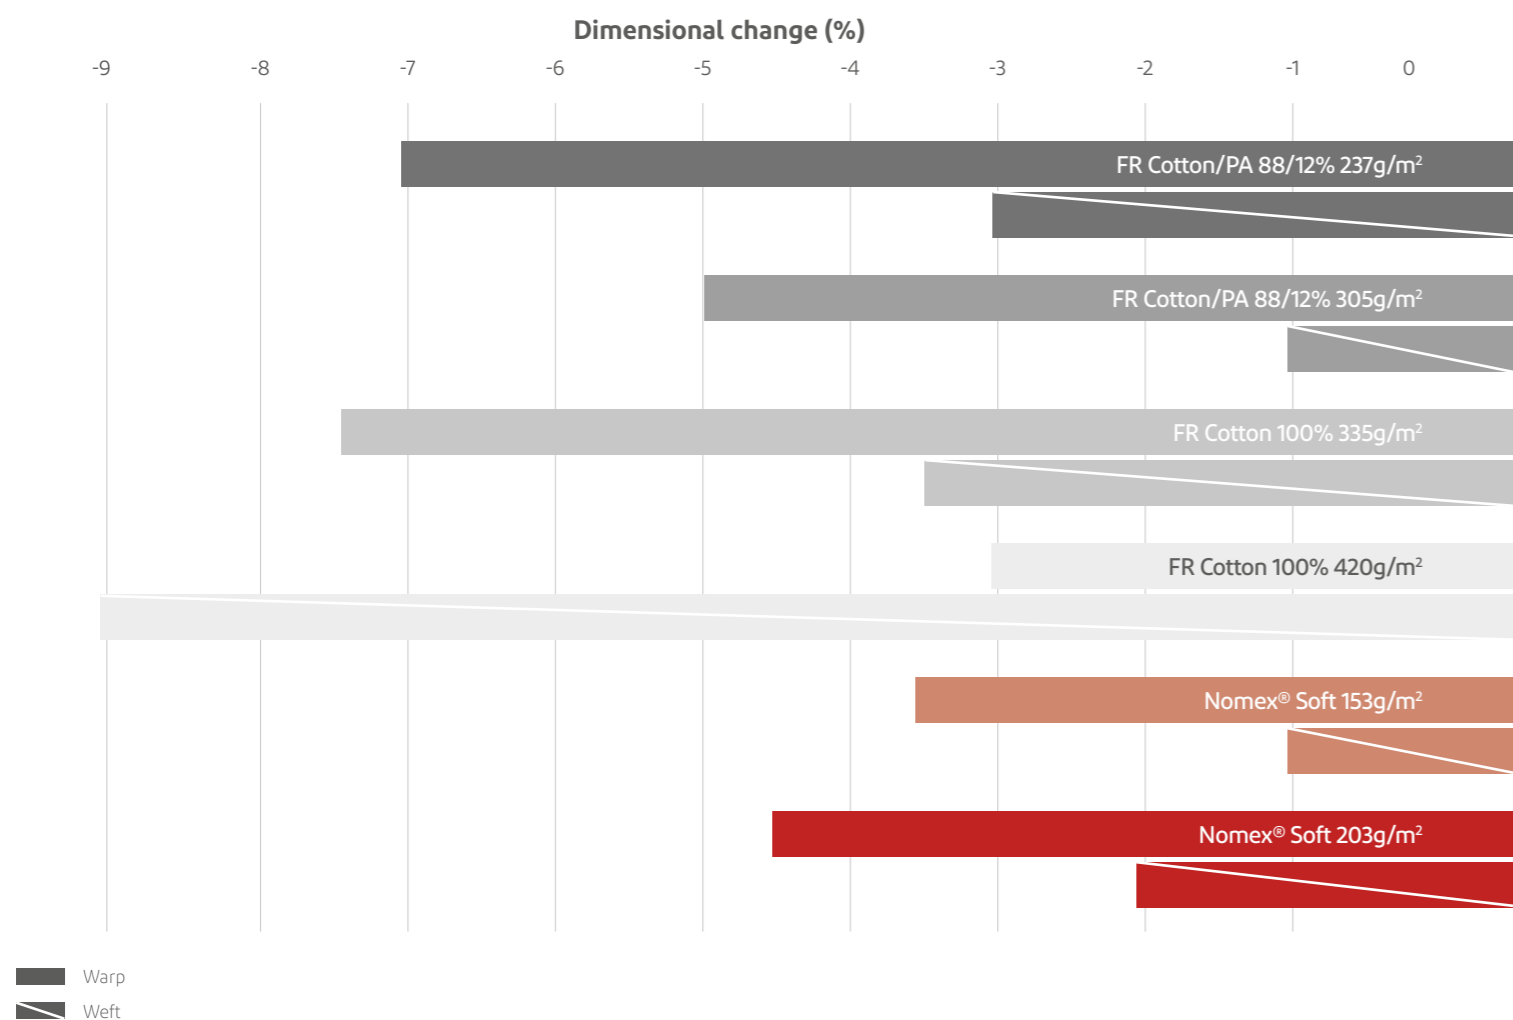 Dimensional change (%)
-9 -8 -7 -6 -5 -4 -3 -2 -1 0
FR Cotton/PA 88/12% 237g/m²
FR Cotton/PA 88/12% 305g/m²
FR Cotton 100% 335g/m²
FR Cotton 100% 420g/m²
Nomex® Soft 153g/m²
Nomex® Soft 203g/m²
Warp
Weft